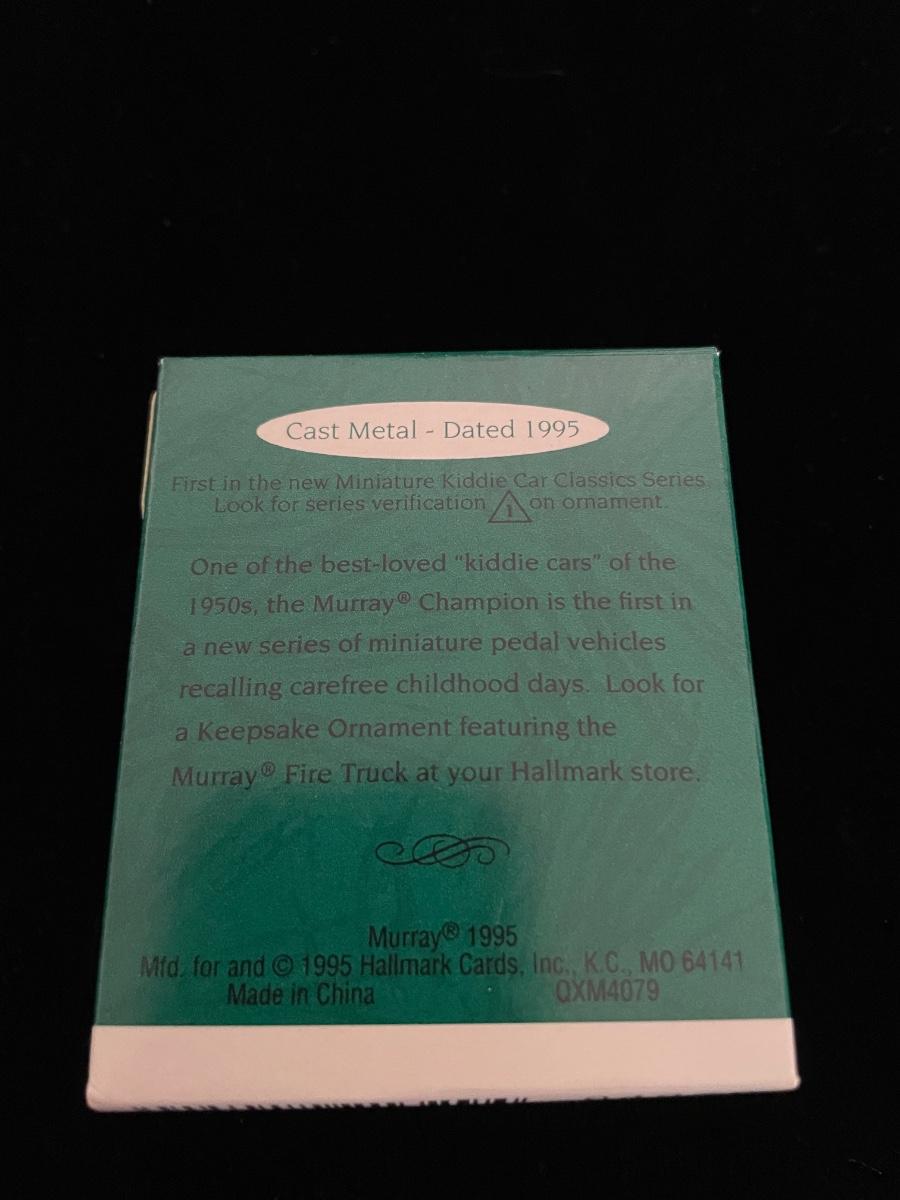 Cast Metal - Dated 1995
First in the new Miniature Kiddie Car Classics Series.
Look for series verification 1 on ornament.
One of the best-loved "kiddie cars" of the
1950s, the Murray® Champion is the first in
a new series of miniature pedal vehicles
recalling carefree childhood days. Look for
a Keepsake Ornament featuring the
Murray® Fire Truck at your Hallmark store.
Murray® 1995
Mfd. for and © 1995 Hallmark Cards, Inc., K.C., MO 64141
Made in China QXM4079